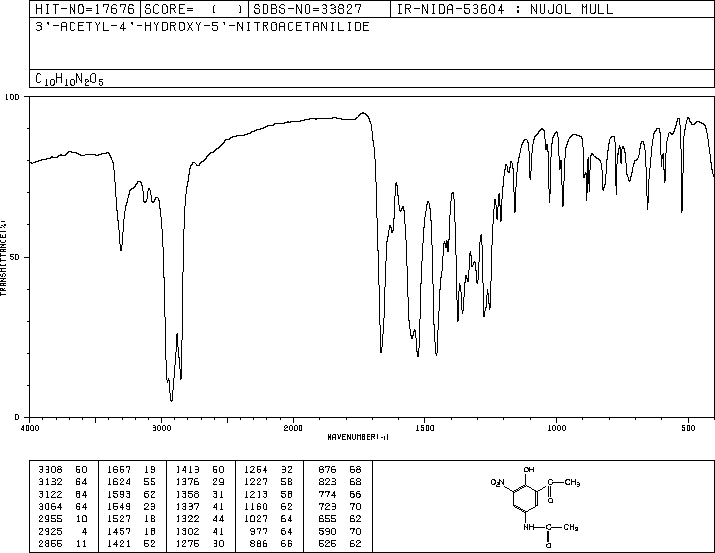 HIT-NO=17676 SCORE= ( ) SDBS-NO=33827 IR-NIDA-53604 : NUJOL MULL
3'-ACETYL-4'-HYDROXY-5'-NITROACETANILIDE
C10H10N2O5
100
50
0
TRANSMITTANCE(%)
4000 3000 2000 1500 1000 500
WAVENUMBER(-1)
3308 50 1667 19 1413 50 1254 32 876 68
3132 64 1624 55 1376 29 1227 58 823 68
3122 64 1593 62 1358 31 1213 58 774 66
3064 64 1549 23 1337 41 1160 62 723 70
2955 10 1527 18 1322 44 1027 64 655 62
2925 4 1457 18 1302 41 977 64 590 70
2855 11 1421 52 1276 30 886 66 526 62
OH
NO2
C CH3
O
NH C CH3
O